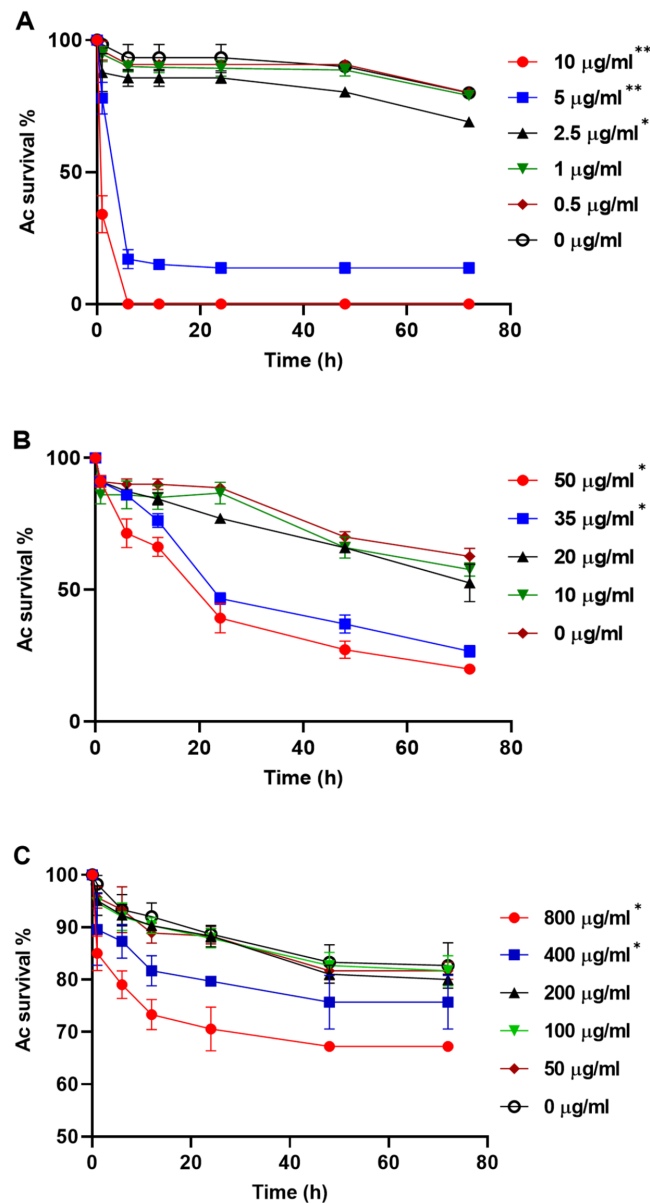 A
Ac survival %
100
50
0
0 20 40 60 80
Time (h)
10 μg/ml**
5 μg/ml**
2.5 μg/ml*
1 μg/ml
0.5 μg/ml
0 μg/ml
B
Ac survival %
100
50
0
0 20 40 60 80
Time (h)
50 μg/ml*
35 μg/ml*
20 μg/ml
10 μg/ml
0 μg/ml
C
Ac survival %
100
90
80
70
60
50
0 20 40 60 80
Time (h)
800 μg/ml*
400 μg/ml*
200 μg/ml
100 μg/ml
50 μg/ml
0 μg/ml